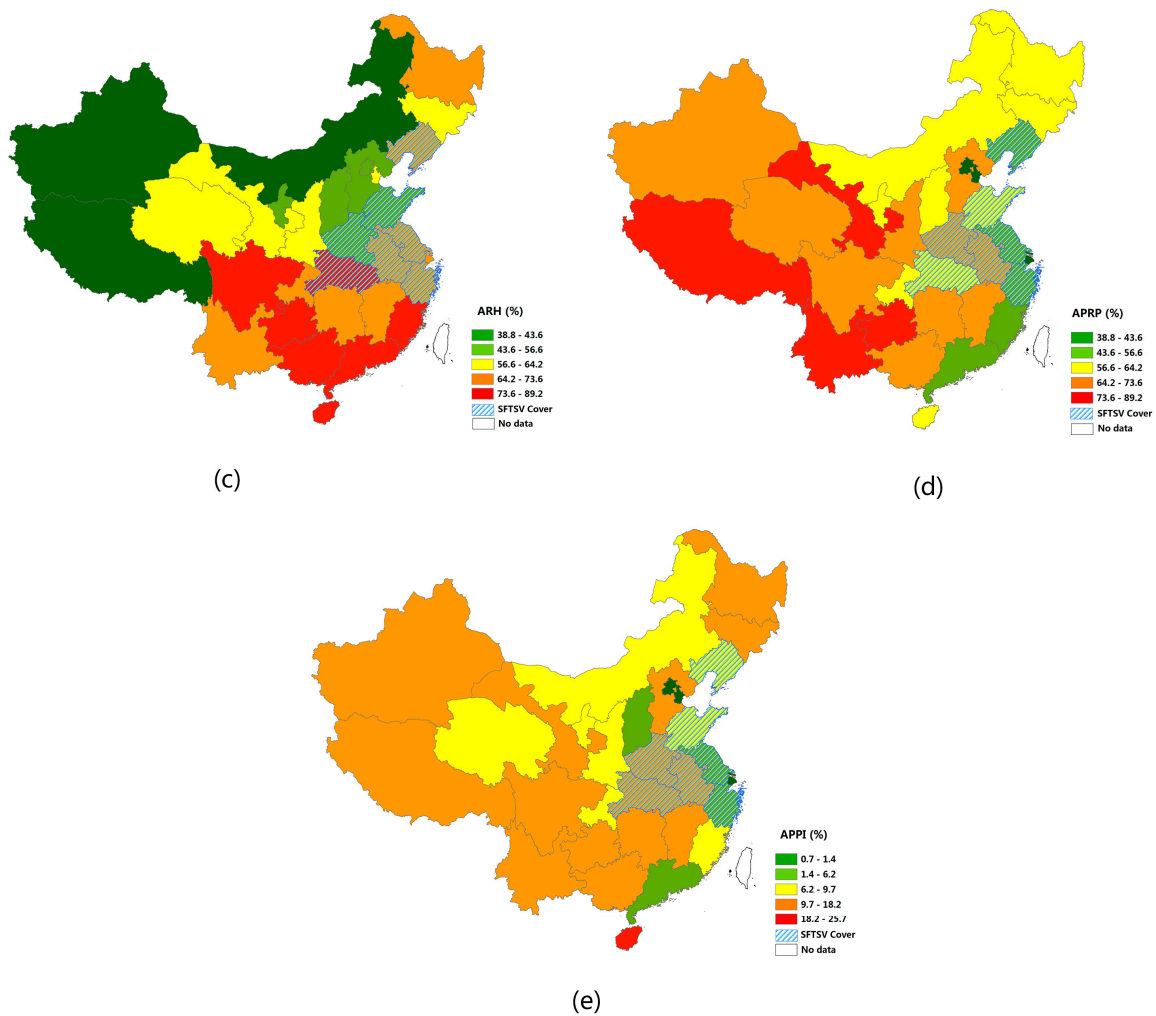 ARH (%)
38.8 - 43.6
43.6 - 56.6
56.6 - 64.2
64.2 - 73.6
73.6 - 89.2
SFTSV Cover
No data
(c)
APRP (%)
38.8 - 43.6
43.6 - 56.6
56.6 - 64.2
64.2 - 73.6
73.6 - 89.2
SFTSV Cover
No data
(d)
APPI (%)
0.7 - 1.4
1.4 - 6.2
6.2 - 9.7
9.7 - 18.2
18.2 - 25.7
SFTSV Cover
No data
(e)